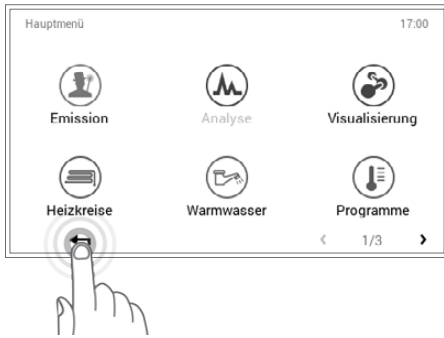 Hauptmenü 17:00
Emission Analyse Visualisierung
Heizkreise Warmwasser Programme
< 1/3 >